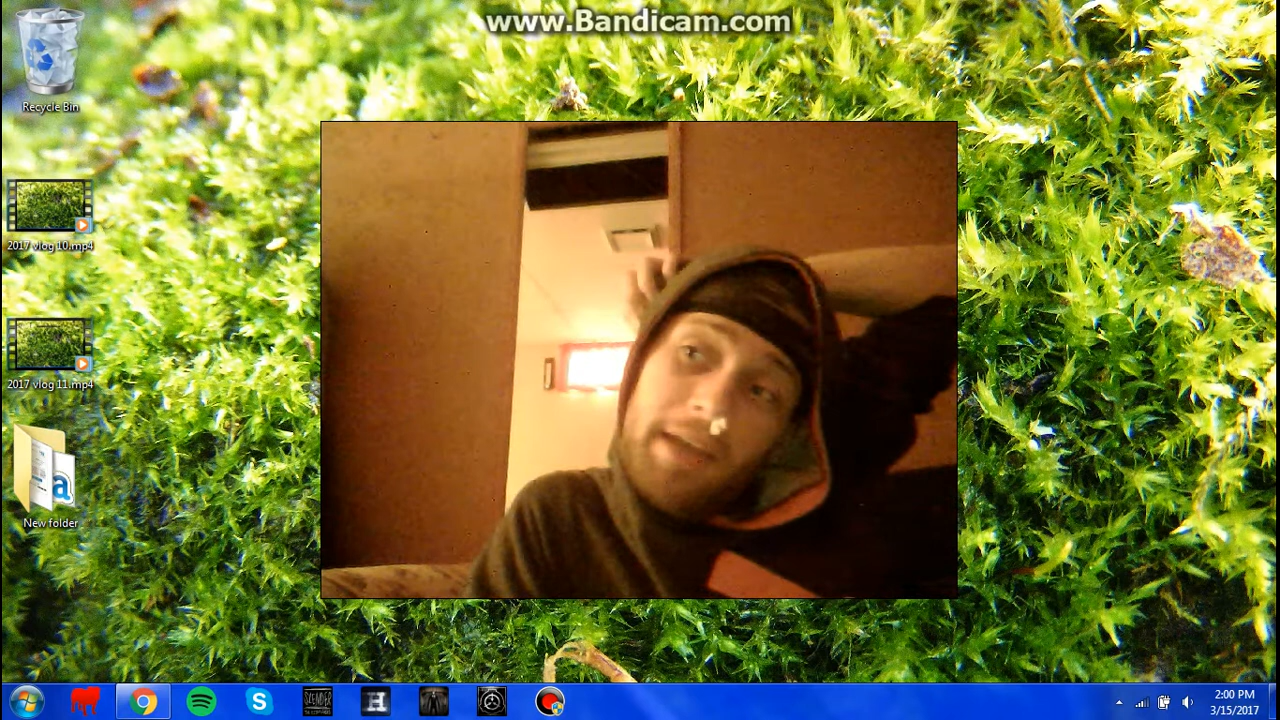 www.Bandicam.com
Recycle Bin
2017 vlog 10.mp4
2017 vlog 11.mp4
New folder
SLENDER
H
2:00 PM
3/15/2017